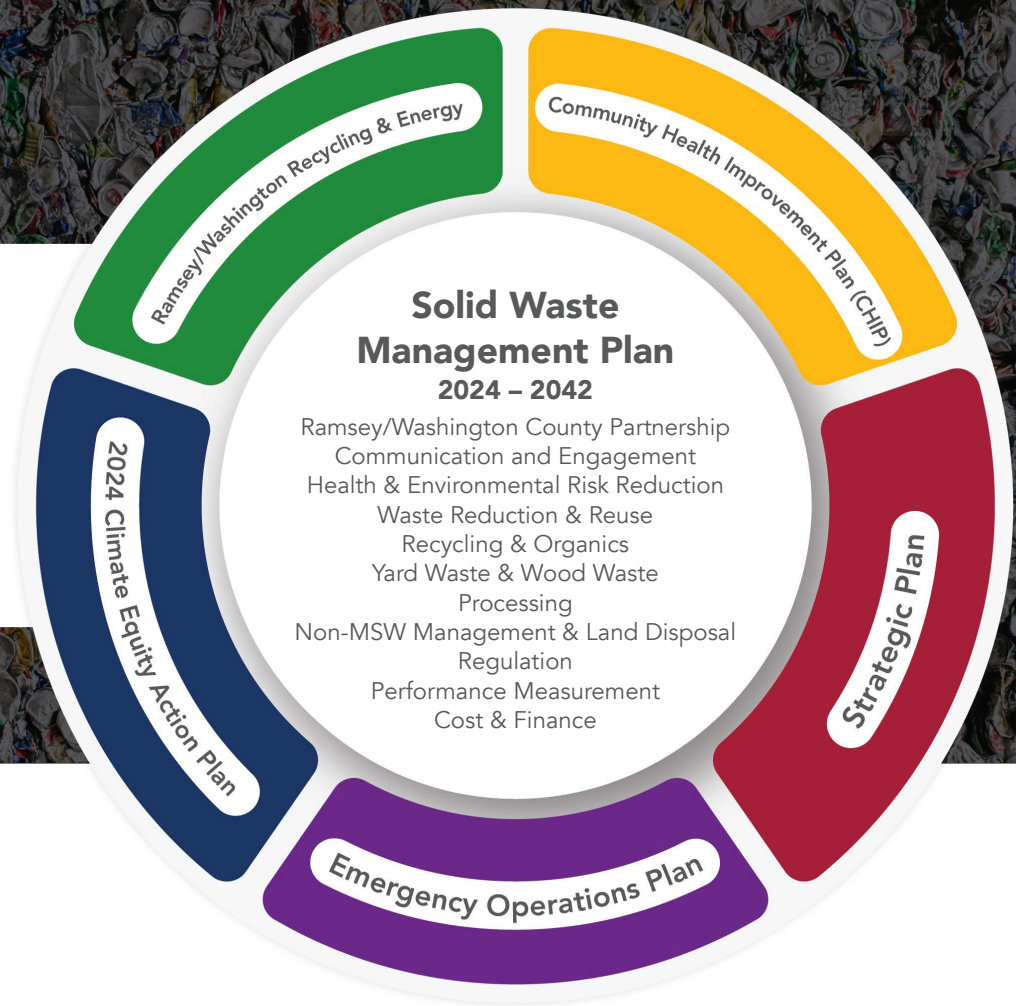 Ramsey/Washington Recycling & Energy
Community Health Improvement Plan (CHIP)
Solid Waste
Management Plan
2024 – 2042
Ramsey/Washington County Partnership
Communication and Engagement
Health & Environmental Risk Reduction
Waste Reduction & Reuse
Recycling & Organics
Yard Waste & Wood Waste
Processing
Non-MSW Management & Land Disposal
Regulation
Performance Measurement
Cost & Finance
2024 Climate Equity Action Plan
Strategic Plan
Emergency Operations Plan